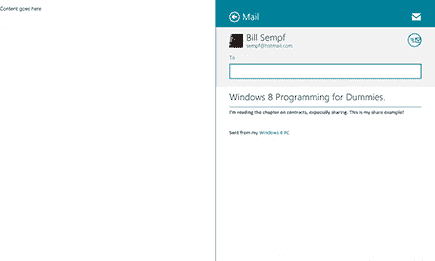 Content goes here
Mail
Bill Sempf
sempf@hotmail.com
To
Windows 8 Programming for Dummies.
I'm reading the chapter on contracts, especially sharing. This is my share example!
Sent from my Windows 8 PC